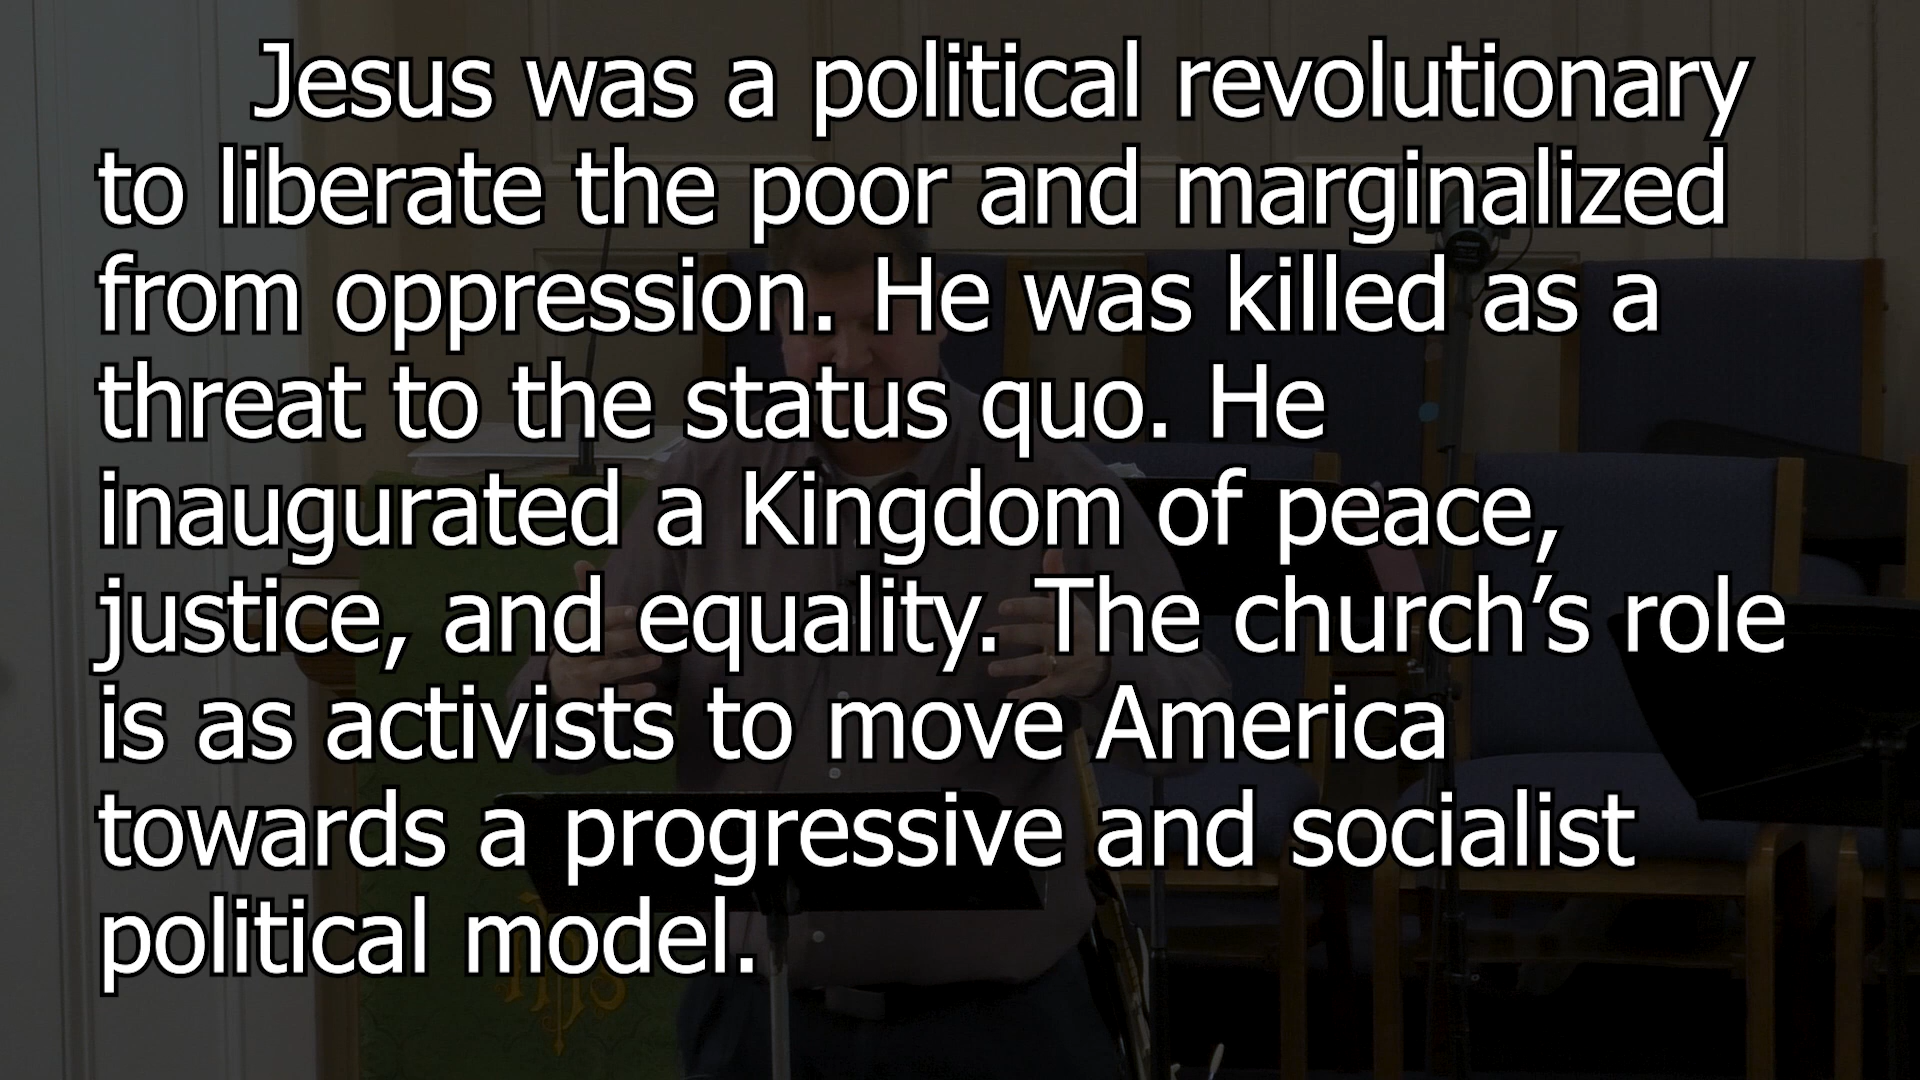 Jesus was a political revolutionary
to liberate the poor and marginalized
from oppression. He was killed as a
threat to the status quo. He
inaugurated a Kingdom of peace,
justice, and equality. The church’s role
is as activists to move America
towards a progressive and socialist
political model.